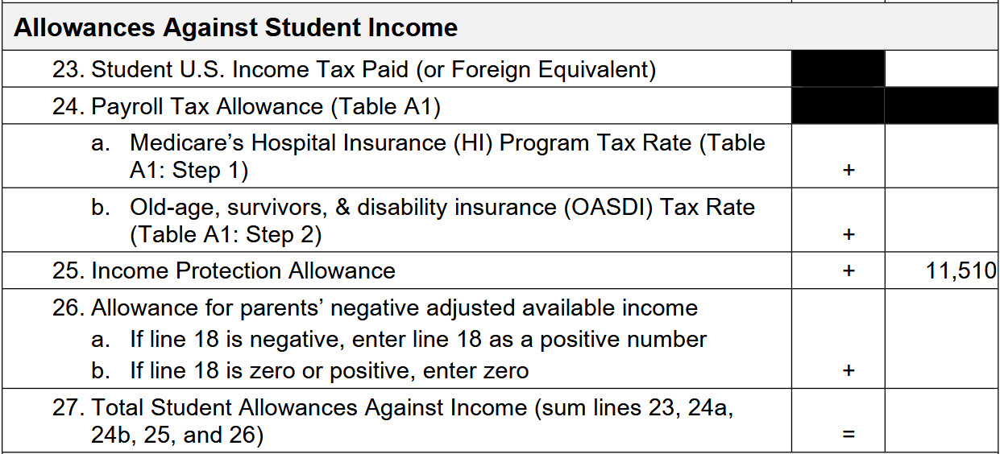 Allowances Against Student Income
23. Student U.S. Income Tax Paid (or Foreign Equivalent)
24. Payroll Tax Allowance (Table A1)
a. Medicare’s Hospital Insurance (HI) Program Tax Rate (Table
A1: Step 1) +
b. Old-age, survivors, & disability insurance (OASDI) Tax Rate
(Table A1: Step 2) +
25. Income Protection Allowance + 11,510
26. Allowance for parents’ negative adjusted available income
a. If line 18 is negative, enter line 18 as a positive number
b. If line 18 is zero or positive, enter zero +
27. Total Student Allowances Against Income (sum lines 23, 24a,
24b, 25, and 26) =